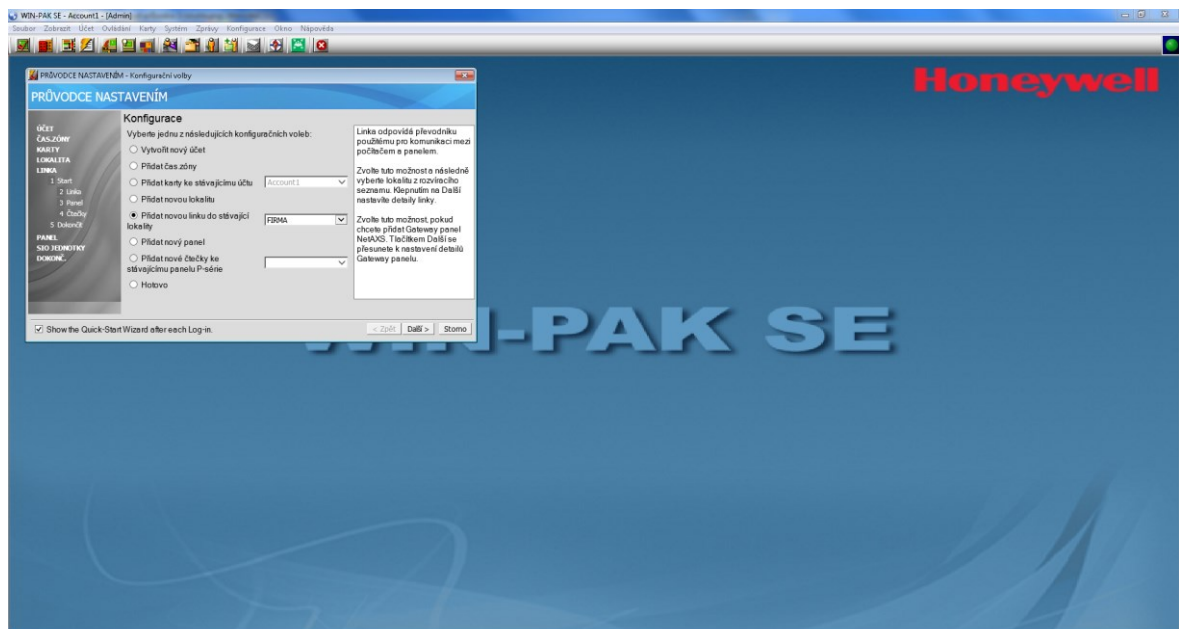 WIN-PAK SE - Account1 - [Admin]
Soubor Zobrazit Účet Ovládání Karty Systém Zprávy Konfigurace Okno Nápověda
Honeywell
PRŮVODCE NASTAVENÍM - Konfigurační volby
PRŮVODCE NASTAVENÍM
ÚČET
ČAS.ZÓNY
KARTY
LOKALITA
LINKA
1 Start
2 Linka
3 Panel
4 Čtečky
5 Dokončit
PANEL
SIO JEDNOTKY
DOKONČ.
Konfigurace
Vyberte jednu z následujících konfiguračních voleb:
Vytvořit nový účet
Přidat čas.zóny
Přidat karty ke stávajícímu účtu Account1
Přidat novou lokalitu
Přidat novou linku do stávající
lokality FIRMA
Přidat nový panel
Přidat nové čtečky ke
stávajícímu panelu P-série
Hotovo
Linka odpovídá převodníku
použitému pro komunikaci mezi
počítačem a panelem.
Zvolte tuto možnost a následně
vyberte lokalitu z rozvíracího
seznamu. Klepnutím na Další
nastavíte detaily linky.
Zvolte tuto možnost, pokud
chcete přidat Gateway panel
NetAXS. Tlačítkem Další se
přesunete k nastavení detailů
Gateway panelu.
Show the Quick-Start Wizard after each Log-in.
< Zpět Další > Storno
WIN-PAK SE